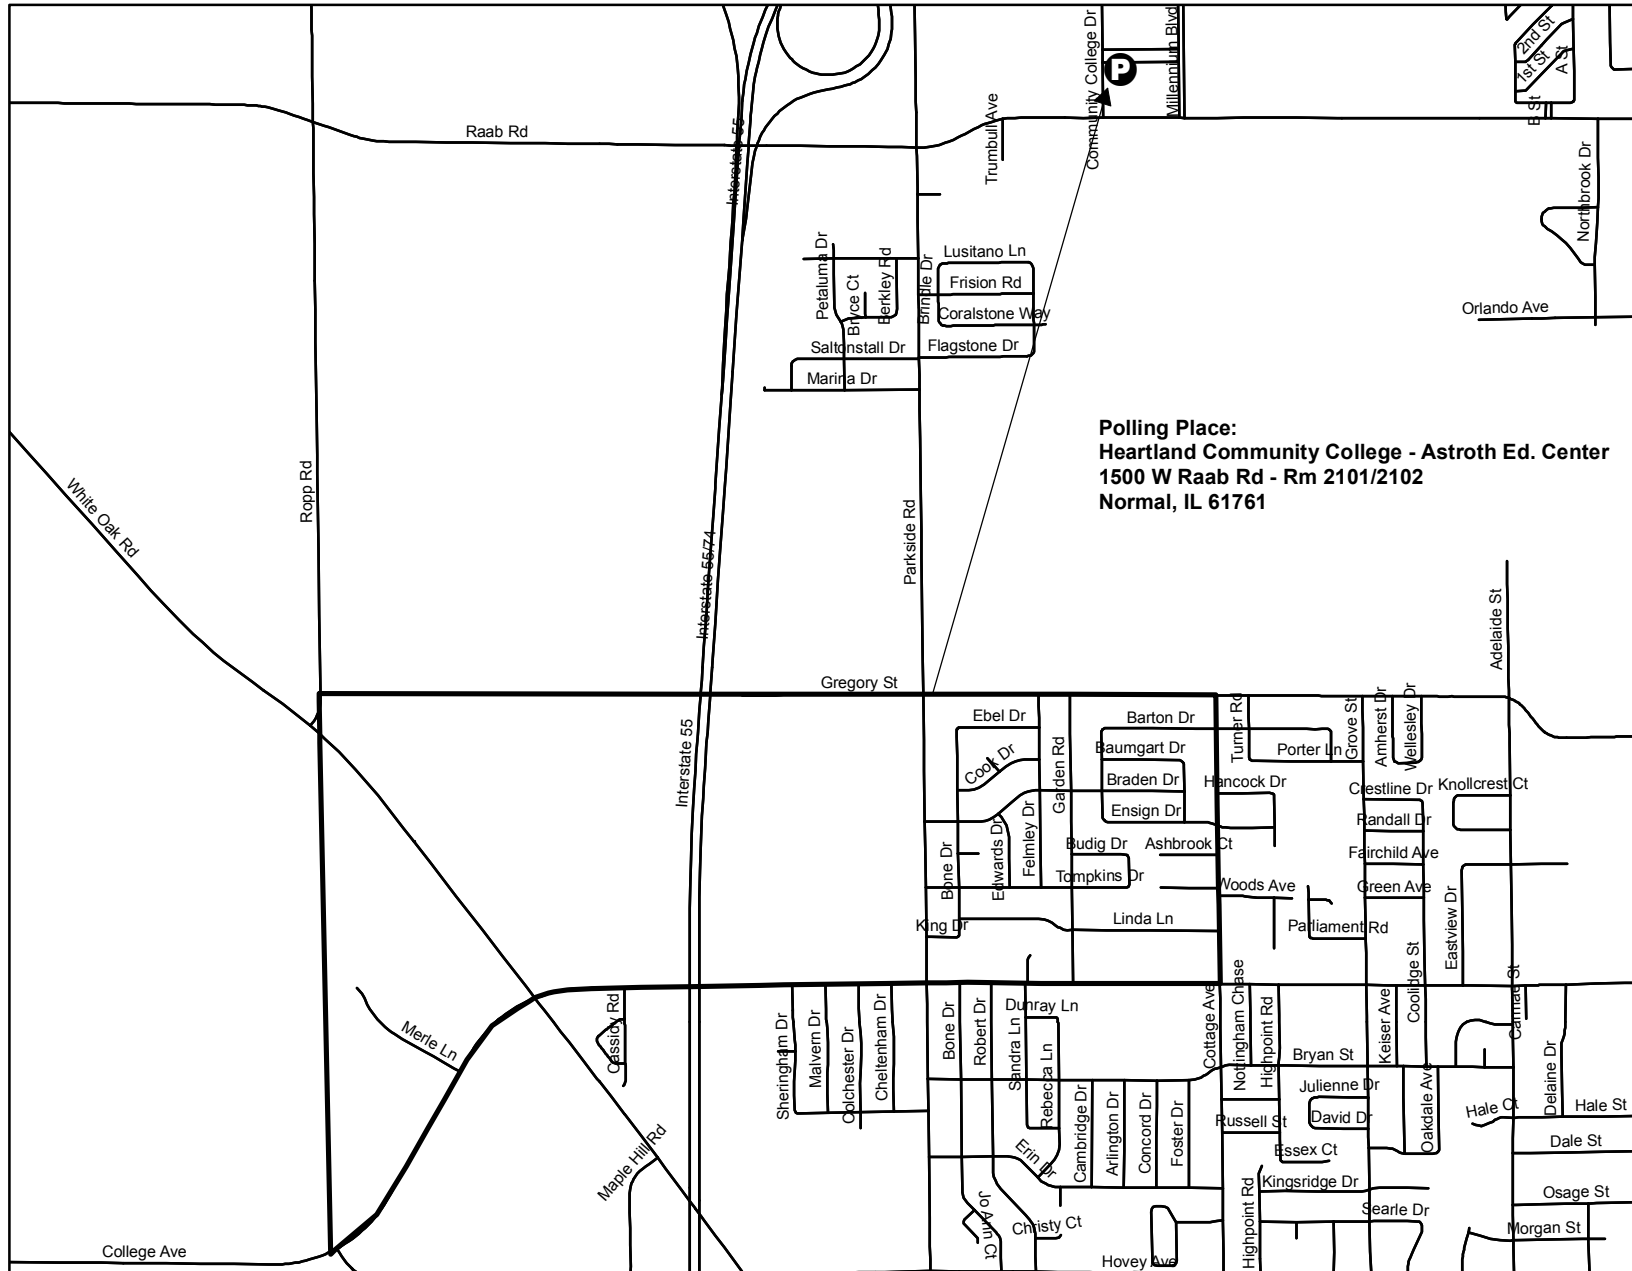 Community College Dr
Millennium Blvd
2nd St
1st St
A St
B St
P
Raab Rd
Interstate 55
Trumbull Ave
Northbrook Dr
Petaluma Dr
Bryce Ct
Berkley Rd
Brindle Dr
Lusitano Ln
Frision Rd
Coralstone Way
Orlando Ave
Saltonstall Dr
Flagstone Dr
Marina Dr
Polling Place:
Heartland Community College - Astroth Ed. Center
1500 W Raab Rd - Rm 2101/2102
Normal, IL 61761
White Oak Rd
Ropp Rd
Interstate 55/74
Parkside Rd
Adelaide St
Gregory St
Interstate 55
Ebel Dr
Cook Dr
Garden Rd
Barton Dr
Baumgart Dr
Braden Dr
Ensign Dr
Turner Rd
Porter Ln
Grove St
Amherst Dr
Wellesley Dr
Hancock Dr
Crestline Dr
Knollcrest Ct
Randall Dr
Bone Dr
Edwards Dr
Felmley Dr
Budig Dr
Ashbrook Ct
Fairchild Ave
Tompkins Dr
Woods Ave
Green Ave
King Dr
Linda Ln
Parliament Rd
Eastview Dr
Coolidge St
Merle Ln
Cassidy Rd
Sheringham Dr
Malvern Dr
Colchester Dr
Cheltenham Dr
Bone Dr
Robert Dr
Sandra Ln
Dunray Ln
Rebecca Ln
Cottage Ave
Nottingham Chase
Highpoint Rd
Bryan St
Keiser Ave
Carmae St
Delaine Dr
Cambridge Dr
Arlington Dr
Concord Dr
Foster Dr
Julienne Dr
David Dr
Oakdale Ave
Hale Ct
Hale St
Russell St
Essex Ct
Dale St
Maple Hill Rd
Erin Dr
Kingsridge Dr
Osage St
Jo Ann Ct
Christy Ct
Highpoint Rd
Searle Dr
Morgan St
College Ave
Hovey Ave